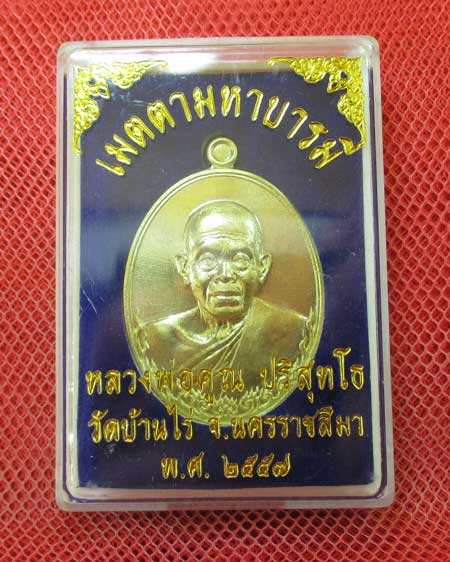 เมตตามหาบารมี
หลวงพ่อคูณ ปริสุทโธ
วัดบ้านไร่ จ.นครราชสีมา
พ.ศ. ๒๕๕๗